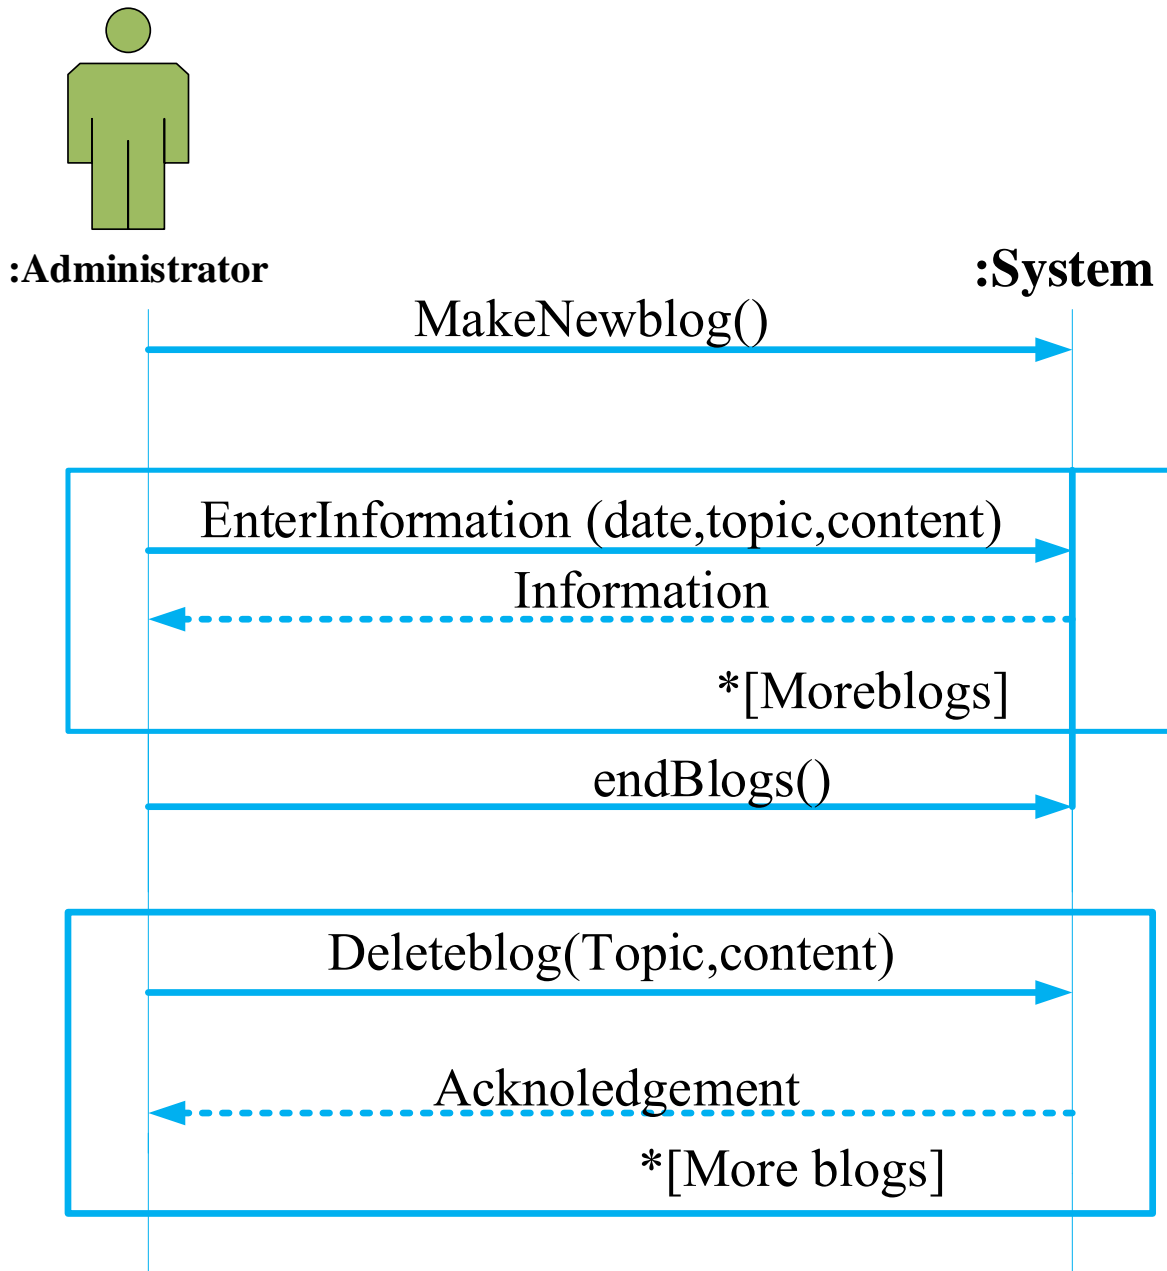 :Administrator
:System
MakeNewblog()
EnterInformation (date,topic,content)
Information
*[Moreblogs]
endBlogs()
Deleteblog(Topic,content)
Acknoledgement
*[More blogs]